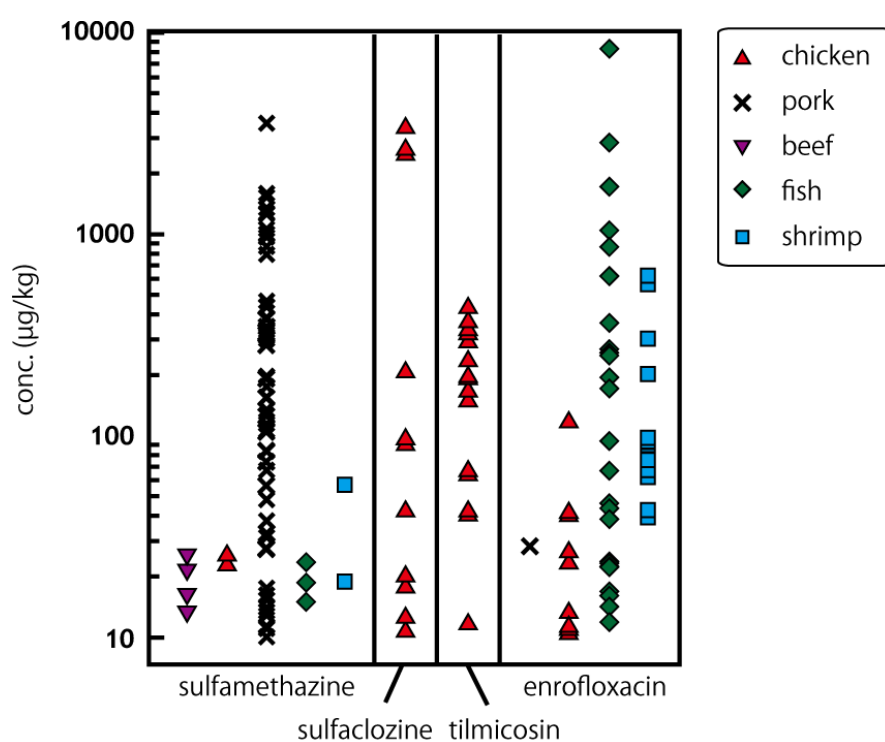 10000
1000
100
10
conc. (µg/kg)
sulfamethazine
sulfaclozine
tilmicosin
enrofloxacin
chicken
pork
beef
fish
shrimp